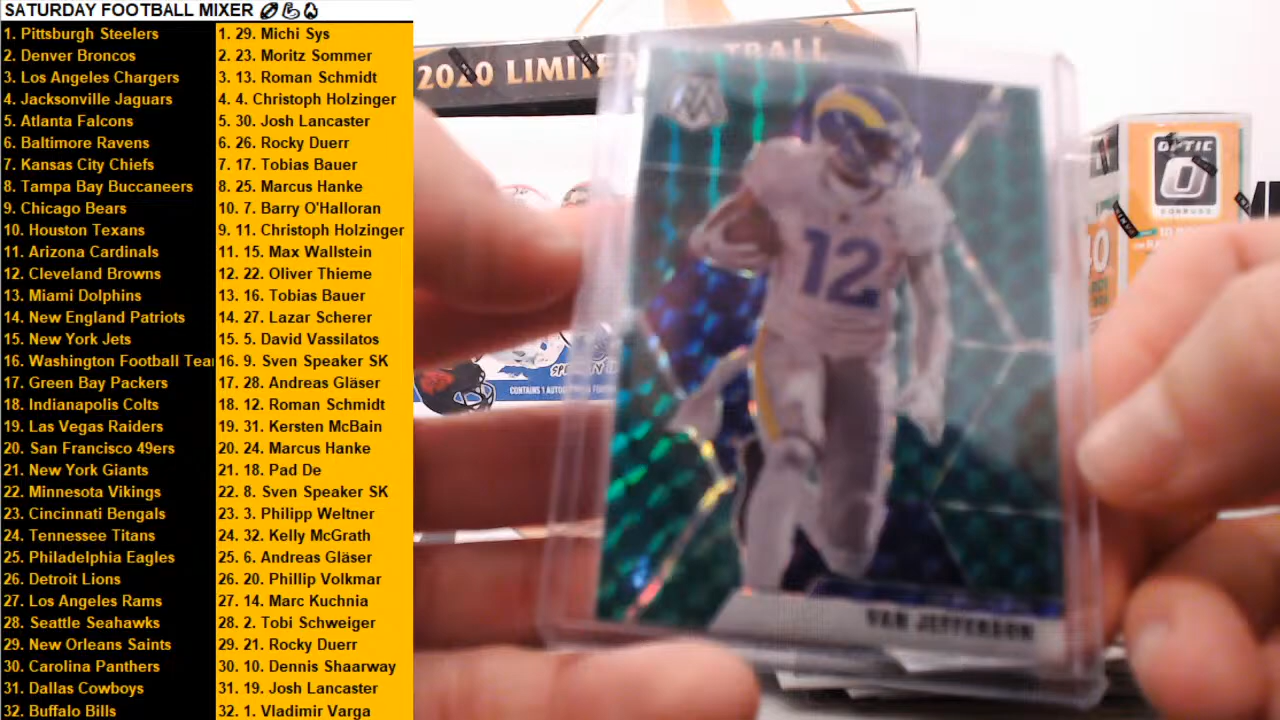 SATURDAY FOOTBALL MIXER
1. Pittsburgh Steelers
2. Denver Broncos
3. Los Angeles Chargers
4. Jacksonville Jaguars
5. Atlanta Falcons
6. Baltimore Ravens
7. Kansas City Chiefs
8. Tampa Bay Buccaneers
9. Chicago Bears
10. Houston Texans
11. Arizona Cardinals
12. Cleveland Browns
13. Miami Dolphins
14. New England Patriots
15. New York Jets
16. Washington Football Tea
17. Green Bay Packers
18. Indianapolis Colts
19. Las Vegas Raiders
20. San Francisco 49ers
21. New York Giants
22. Minnesota Vikings
23. Cincinnati Bengals
24. Tennessee Titans
25. Philadelphia Eagles
26. Detroit Lions
27. Los Angeles Rams
28. Seattle Seahawks
29. New Orleans Saints
30. Carolina Panthers
31. Dallas Cowboys
32. Buffalo Bills
1. 29. Michi Sys
2. 23. Moritz Sommer
3. 13. Roman Schmidt
4. 4. Christoph Holzinger
5. 30. Josh Lancaster
6. 26. Rocky Duerr
7. 17. Tobias Bauer
8. 25. Marcus Hanke
10. 7. Barry O'Halloran
9. 11. Christoph Holzinger
11. 15. Max Wallstein
12. 22. Oliver Thieme
13. 16. Tobias Bauer
14. 27. Lazar Scherer
15. 5. David Vassilatos
16. 9. Sven Speaker SK
17. 28. Andreas Gläser
18. 12. Roman Schmidt
19. 31. Kersten McBain
20. 24. Marcus Hanke
21. 18. Pad De
22. 8. Sven Speaker SK
23. 3. Philipp Weltner
24. 32. Kelly McGrath
25. 6. Andreas Gläser
26. 20. Phillip Volkmar
27. 14. Marc Kuchnia
28. 2. Tobi Schweiger
29. 21. Rocky Duerr
30. 10. Dennis Shaarway
31. 19. Josh Lancaster
32. 1. Vladimir Varga
2020 LIMITED FOOTBALL
12
VAN JEFFERSON
OPTIC
CONTAINS 1